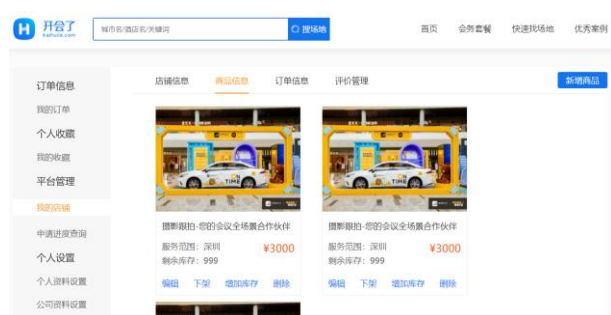 开会了
城市名/酒店名/关键词
搜场地
首页 会务套餐 快速找场地 优秀案例
订单信息
我的订单
个人收藏
我的收藏
平台管理
我的店铺
申请进度查询
个人设置
个人资料设置
公司资料设置
店铺信息 商品信息 订单信息 评价管理
新增商品
ON TIME
摄影跟拍-您的会议全场景合作伙伴
服务范围：深圳
¥3000
剩余库存：999
编辑 下架 增加库存 删除
摄影跟拍-您的会议全场景合作伙伴
服务范围：深圳
¥3000
剩余库存：999
编辑 下架 增加库存 删除